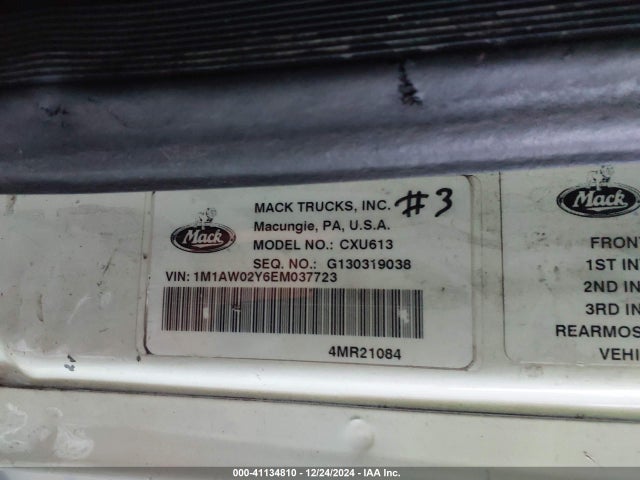 Mack
MACK TRUCKS, INC.
#3
Macungie, PA, U.S.A.
MODEL NO.: CXU613
SEQ. NO.: G130319038
VIN: 1M1AW02Y6EM037723
4MR21084
Mack
FRON
1ST IN
2ND IN
3RD IN
REARMOS
VEHI
000-41134810 - 12/24/2024 - IAA Inc.